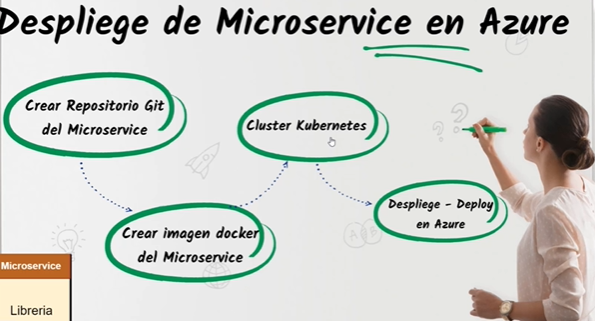 Despliege de Microservice en Azure
Crear Repositorio Git
del Microservice
Cluster Kubernetes
Crear imagen docker
del Microservice
Despliege - Deploy
en Azure
Microservice
Libreria